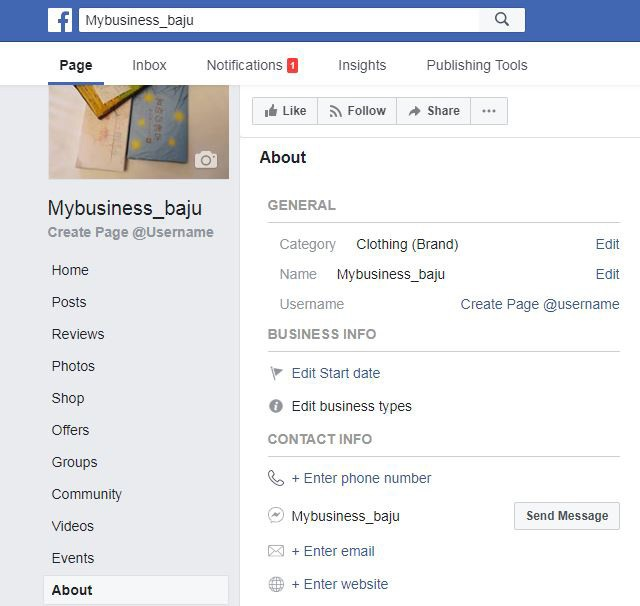 Mybusiness_baju
Page Inbox Notifications 1 Insights Publishing Tools
Like Follow Share ...
About
Mybusiness_baju
Create Page @Username
Home
Posts
Reviews
Photos
Shop
Offers
Groups
Community
Videos
Events
About
GENERAL
Category Clothing (Brand) Edit
Name Mybusiness_baju Edit
Username Create Page @username
BUSINESS INFO
Edit Start date
Edit business types
CONTACT INFO
+ Enter phone number
Mybusiness_baju Send Message
+ Enter email
+ Enter website